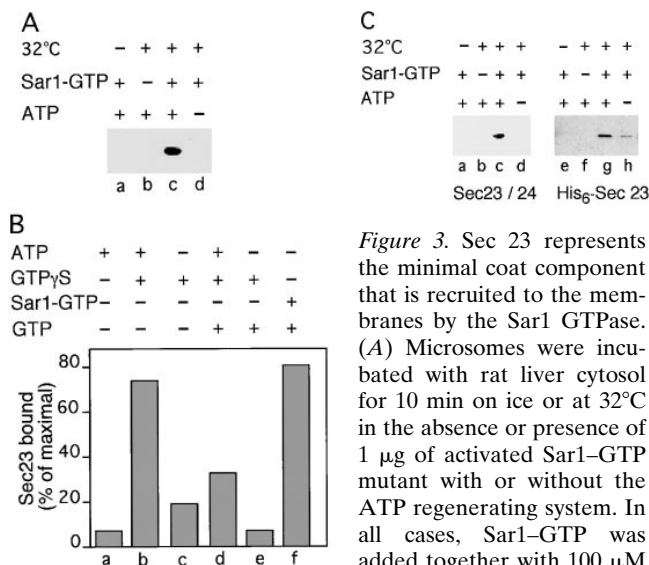 A
32°C – + + +
Sar1-GTP + – + +
ATP + + + –
a b c d
B
ATP + + – + – –
GTPγS – + + + + –
Sar1-GTP – – – – – +
GTP – – – + + +
Sec23 bound
(% of maximal)
80
60
20
0
a b c d e f
C
32°C – + + + – + + +
Sar1-GTP + – + + + – + +
ATP + + + – + + + –
a b c d e f g h
Sec23 / 24 His6-Sec 23
Figure 3. Sec 23 represents
the minimal coat component
that is recruited to the mem-
branes by the Sar1 GTPase.
(A) Microsomes were incu-
bated with rat liver cytosol
for 10 min on ice or at 32°C
in the absence or presence of
1 μg of activated Sar1–GTP
mutant with or without the
ATP regenerating system. In
all cases, Sar1–GTP was
added together with 100 μM